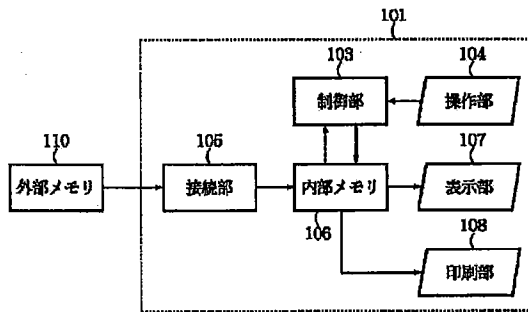 101
103
104
制御部
操作部
110
105
107
外部メモリ
接続部
内部メモリ
表示部
106
108
印刷部